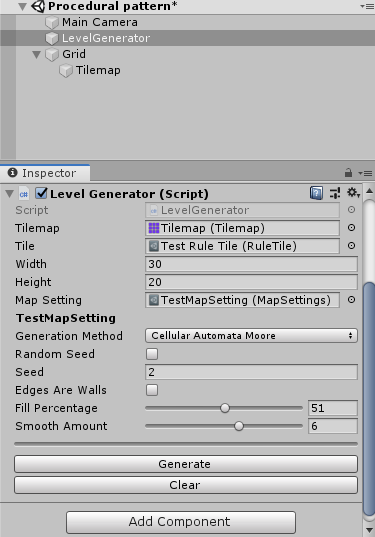 Procedural pattern*
Main Camera
LevelGenerator
Grid
Tilemap
Inspector
Level Generator (Script)
Script LevelGenerator
Tilemap Tilemap (Tilemap)
Tile Test Rule Tile (RuleTile)
Width 30
Height 20
Map Setting TestMapSetting (MapSettings)
TestMapSetting
Generation Method Cellular Automata Moore
Random Seed
Seed 2
Edges Are Walls
Fill Percentage 51
Smooth Amount 6
Generate
Clear
Add Component